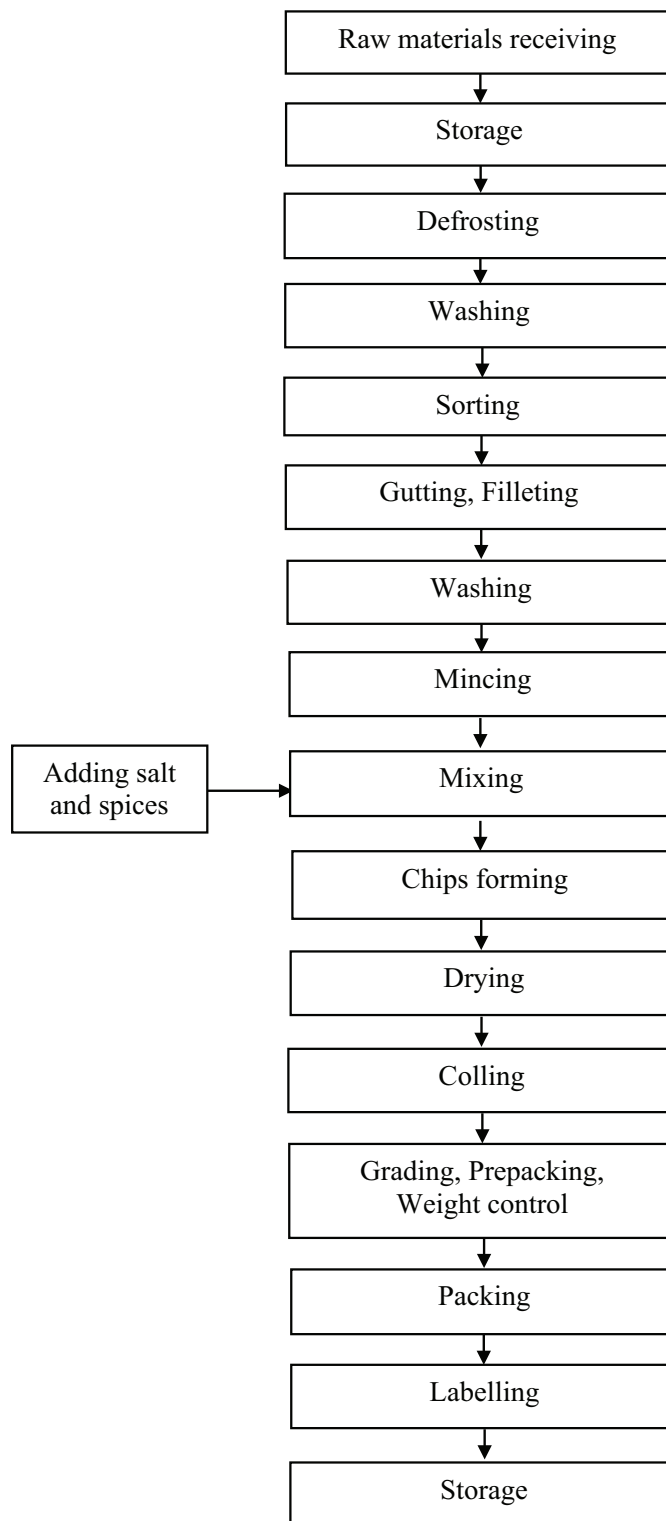 Raw materials receiving
Storage
Defrosting
Washing
Sorting
Gutting, Filleting
Washing
Mincing
Adding salt
and spices
Mixing
Chips forming
Drying
Colling
Grading, Prepacking,
Weight control
Packing
Labelling
Storage